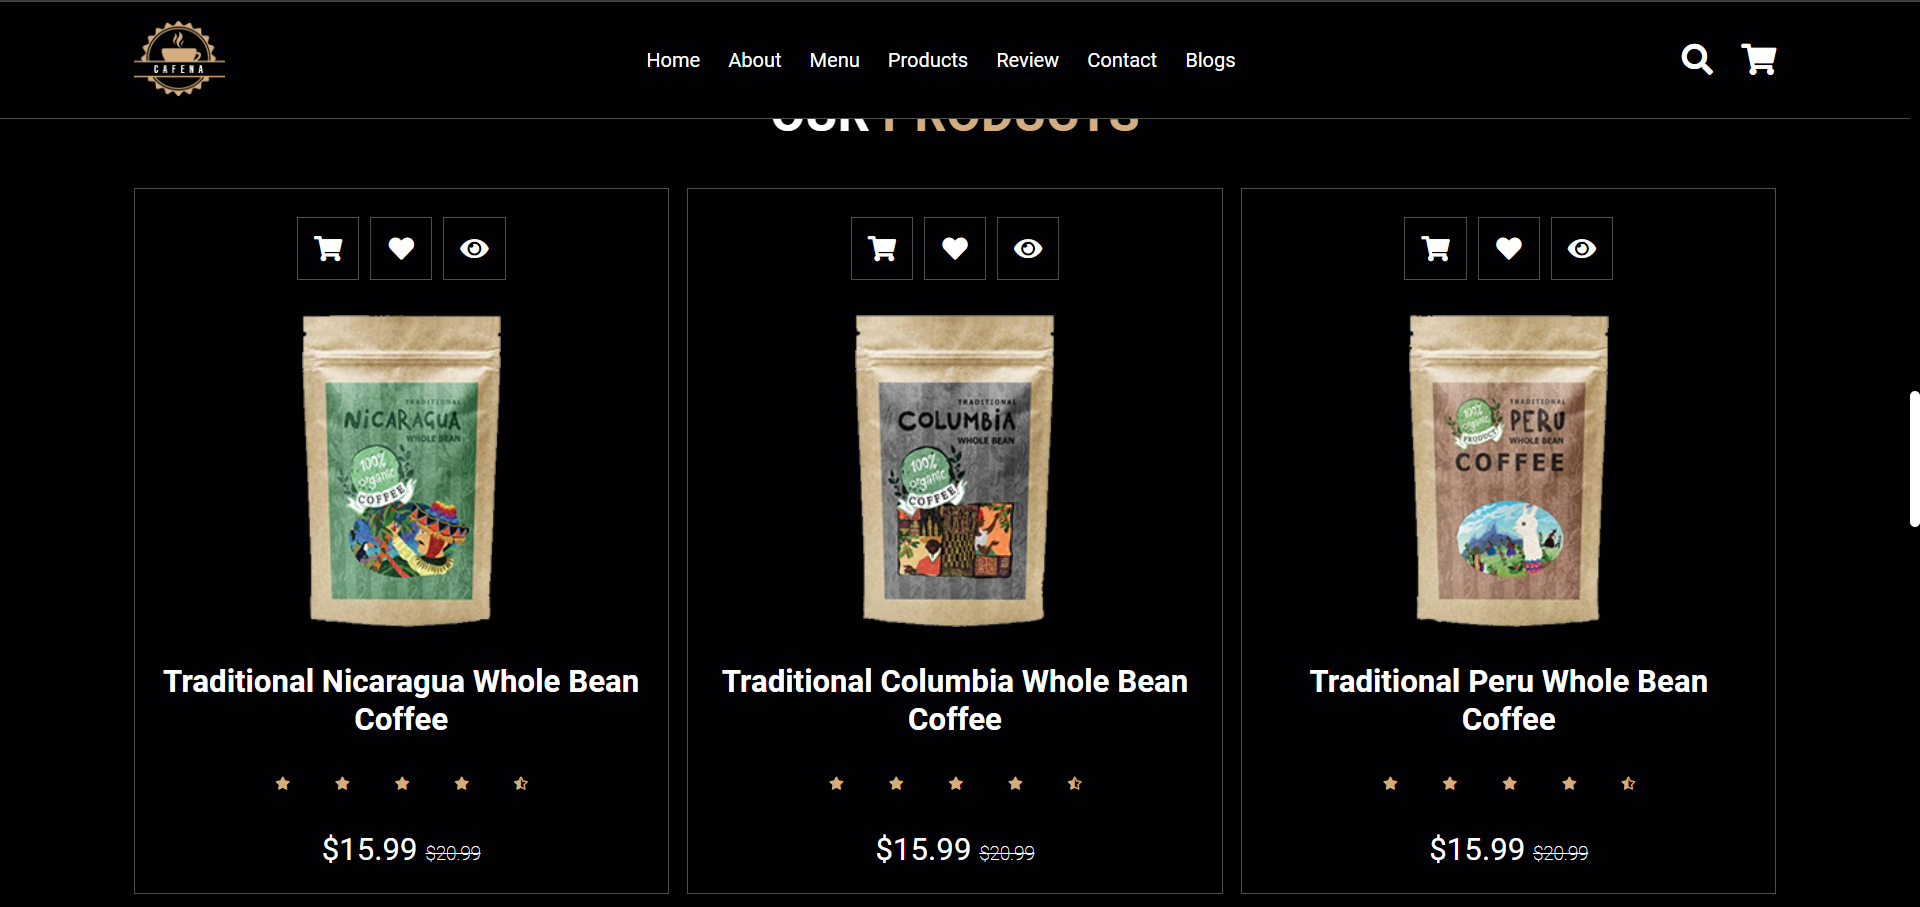 CAFENA
Home About Menu Products Review Contact Blogs
OUR PRODUCTS
TRADITIONAL
NiCARAGUA
WHOLE BEAN
100%
organic
COFFEE
TRADITIONAL
COLUMBiA
WHOLE BEAN
100%
organic
COFFEE
100%
organic
PRODUCT
TRADITIONAL
PERU
WHOLE BEAN
COFFEE
Traditional Nicaragua Whole Bean
Coffee
Traditional Columbia Whole Bean
Coffee
Traditional Peru Whole Bean
Coffee
$15.99 $20.99
$15.99 $20.99
$15.99 $20.99